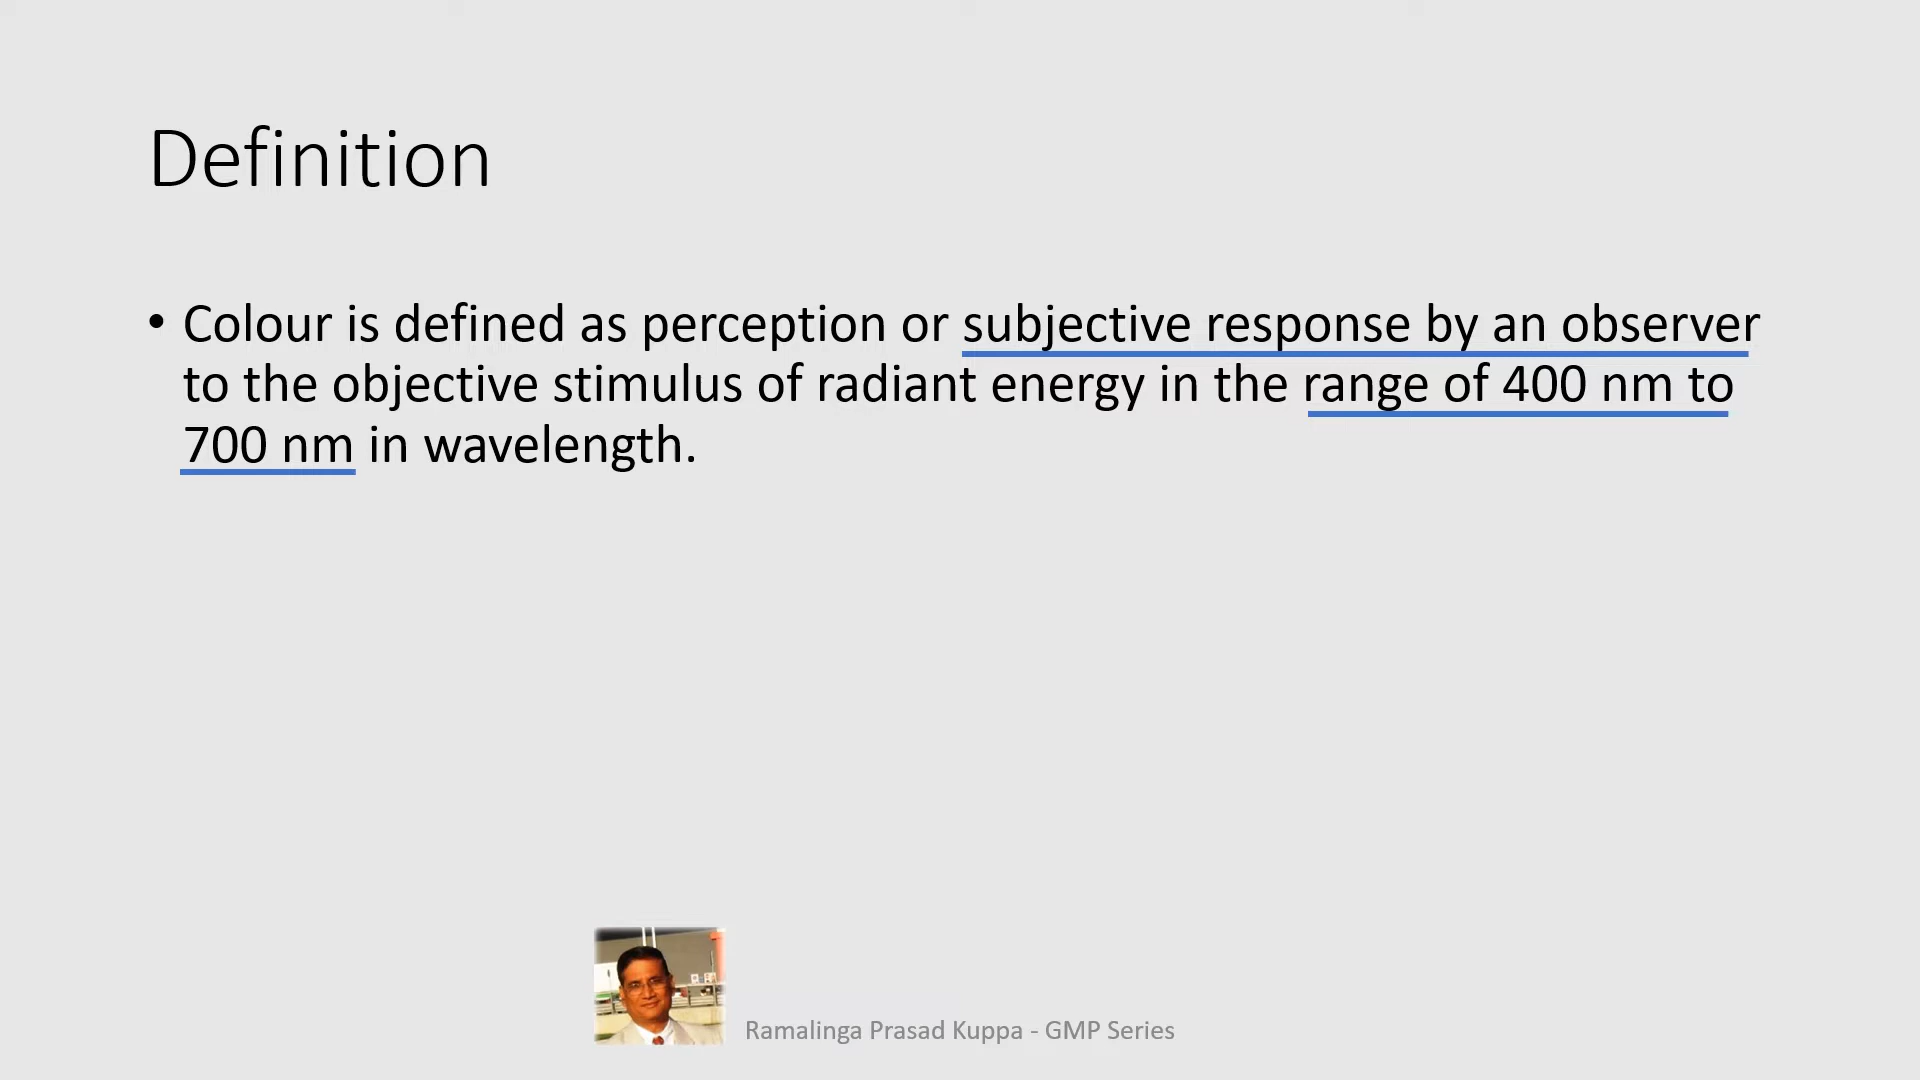 Definition
• Colour is defined as perception or subjective response by an observer
to the objective stimulus of radiant energy in the range of 400 nm to
700 nm in wavelength.
Ramalinga Prasad Kuppa - GMP Series